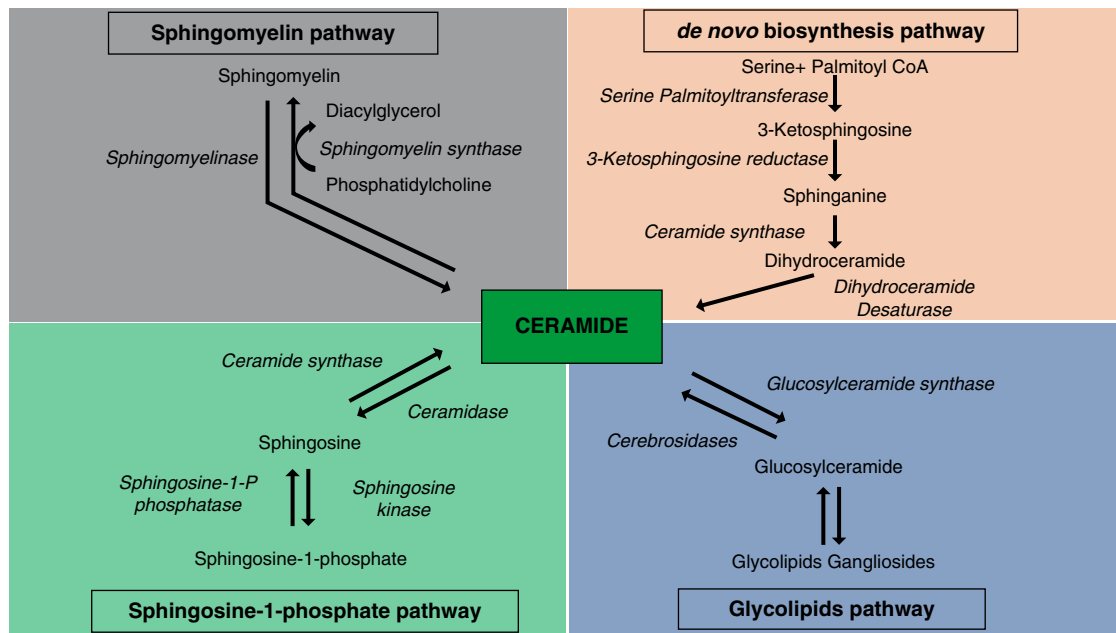 Sphingomyelin pathway
Sphingomyelin
Diacylglycerol
Sphingomyelinase
Sphingomyelin synthase
Phosphatidylcholine
de novo biosynthesis pathway
Serine+ Palmitoyl CoA
Serine Palmitoyltransferase
3-Ketosphingosine
3-Ketosphingosine reductase
Sphinganine
Ceramide synthase
Dihydroceramide
Dihydroceramide
Desaturase
CERAMIDE
Ceramide synthase
Ceramidase
Sphingosine
Sphingosine-1-P
phosphatase
Sphingosine
kinase
Sphingosine-1-phosphate
Sphingosine-1-phosphate pathway
Glucosylceramide synthase
Cerebrosidases
Glucosylceramide
Glycolipids Gangliosides
Glycolipids pathway